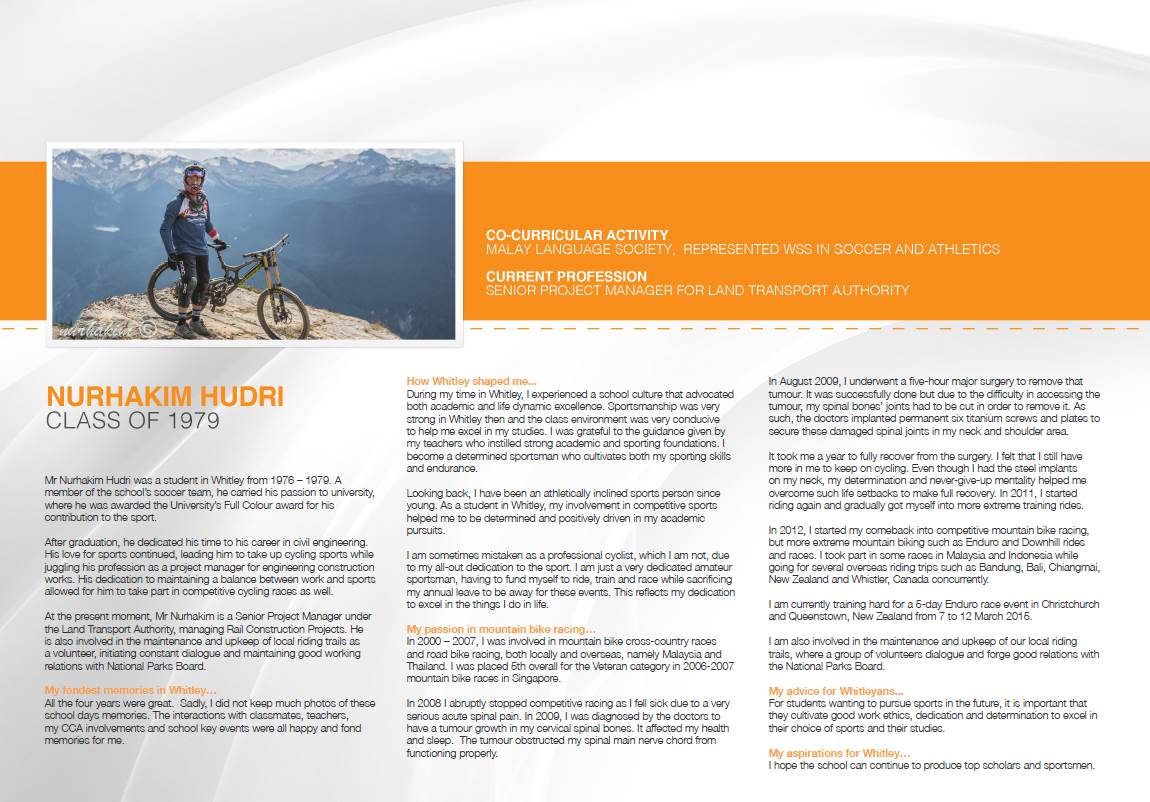 nurhakim ©
CO-CURRICULAR ACTIVITY
MALAY LANGUAGE SOCIETY, REPRESENTED WSS IN SOCCER AND ATHLETICS
CURRENT PROFESSION
SENIOR PROJECT MANAGER FOR LAND TRANSPORT AUTHORITY
NURHAKIM HUDRI
CLASS OF 1979
Mr Nurhakim Hudri was a student in Whitley from 1976 – 1979. A
member of the school's soccer team, he carried his passion to university,
where he was awarded the University's Full Colour award for his
contribution to the sport.
After graduation, he dedicated his time to his career in civil engineering.
His love for sports continued, leading him to take up cycling sports while
juggling his profession as a project manager for engineering construction
works. His dedication to maintaining a balance between work and sports
allowed for him to take part in competitive cycling races as well.
At the present moment, Mr Nurhakim is a Senior Project Manager under
the Land Transport Authority, managing Rail Construction Projects. He
is also involved in the maintenance and upkeep of local riding trails as
a volunteer, initiating constant dialogue and maintaining good working
relations with National Parks Board.
My fondest memories in Whitley…
All the four years were great. Sadly, I did not keep much photos of these
school days memories. The interactions with classmates, teachers,
my CCA involvements and school key events were all happy and fond
memories for me.
How Whitley shaped me...
During my time in Whitley, I experienced a school culture that advocated
both academic and life dynamic excellence. Sportsmanship was very
strong in Whitley then and the class environment was very conducive
to help me excel in my studies. I was grateful to the guidance given by
my teachers who instilled strong academic and sporting foundations. I
become a determined sportsman who cultivates both my sporting skills
and endurance.
Looking back, I have been an athletically inclined sports person since
young. As a student in Whitley, my involvement in competitive sports
helped me to be determined and positively driven in my academic
pursuits.
I am sometimes mistaken as a professional cyclist, which I am not, due
to my all-out dedication to the sport. I am just a very dedicated amateur
sportsman, having to fund myself to ride, train and race while sacrificing
my annual leave to be away for these events. This reflects my dedication
to excel in the things I do in life.
My passion in mountain bike racing…
In 2000 – 2007, I was involved in mountain bike cross-country races
and road bike racing, both locally and overseas, namely Malaysia and
Thailand. I was placed 5th overall for the Veteran category in 2006-2007
mountain bike races in Singapore.
In 2008 I abruptly stopped competitive racing as I fell sick due to a very
serious acute spinal pain. In 2009, I was diagnosed by the doctors to
have a tumour growth in my cervical spinal bones. It affected my health
and sleep. The tumour obstructed my spinal main nerve chord from
functioning properly.
In August 2009, I underwent a five-hour major surgery to remove that
tumour. It was successfully done but due to the difficulty in accessing the
tumour, my spinal bones' joints had to be cut in order to remove it. As
such, the doctors implanted permanent six titanium screws and plates to
secure these damaged spinal joints in my neck and shoulder area.
It took me a year to fully recover from the surgery. I felt that I still have
more in me to keep on cycling. Even though I had the steel implants
on my neck, my determination and never-give-up mentality helped me
overcome such life setbacks to make full recovery. In 2011, I started
riding again and gradually got myself into more extreme training rides.
In 2012, I started my comeback into competitive mountain bike racing,
but more extreme mountain biking such as Enduro and Downhill rides
and races. I took part in some races in Malaysia and Indonesia while
going for several overseas riding trips such as Bandung, Bali, Chiangmai,
New Zealand and Whistler, Canada concurrently.
I am currently training hard for a 5-day Enduro race event in Christchurch
and Queenstown, New Zealand from 7 to 12 March 2015.
I am also involved in the maintenance and upkeep of our local riding
trails, where a group of volunteers dialogue and forge good relations with
the National Parks Board.
My advice for Whitleyans...
For students wanting to pursue sports in the future, it is important that
they cultivate good work ethics, dedication and determination to excel in
their choice of sports and their studies.
My aspirations for Whitley…
I hope the school can continue to produce top scholars and sportsmen.